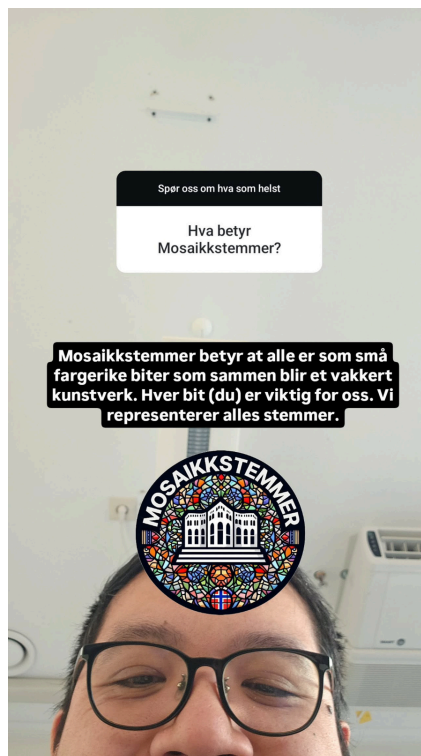 Spør oss om hva som helst
Hva betyr
Mosaikkstemmer?
Mosaikkstemmer betyr at alle er som små
fargerike biter som sammen blir et vakkert
kunstverk. Hver bit (du) er viktig for oss. Vi
representerer alles stemmer.
MOSAIKKSTEMMER